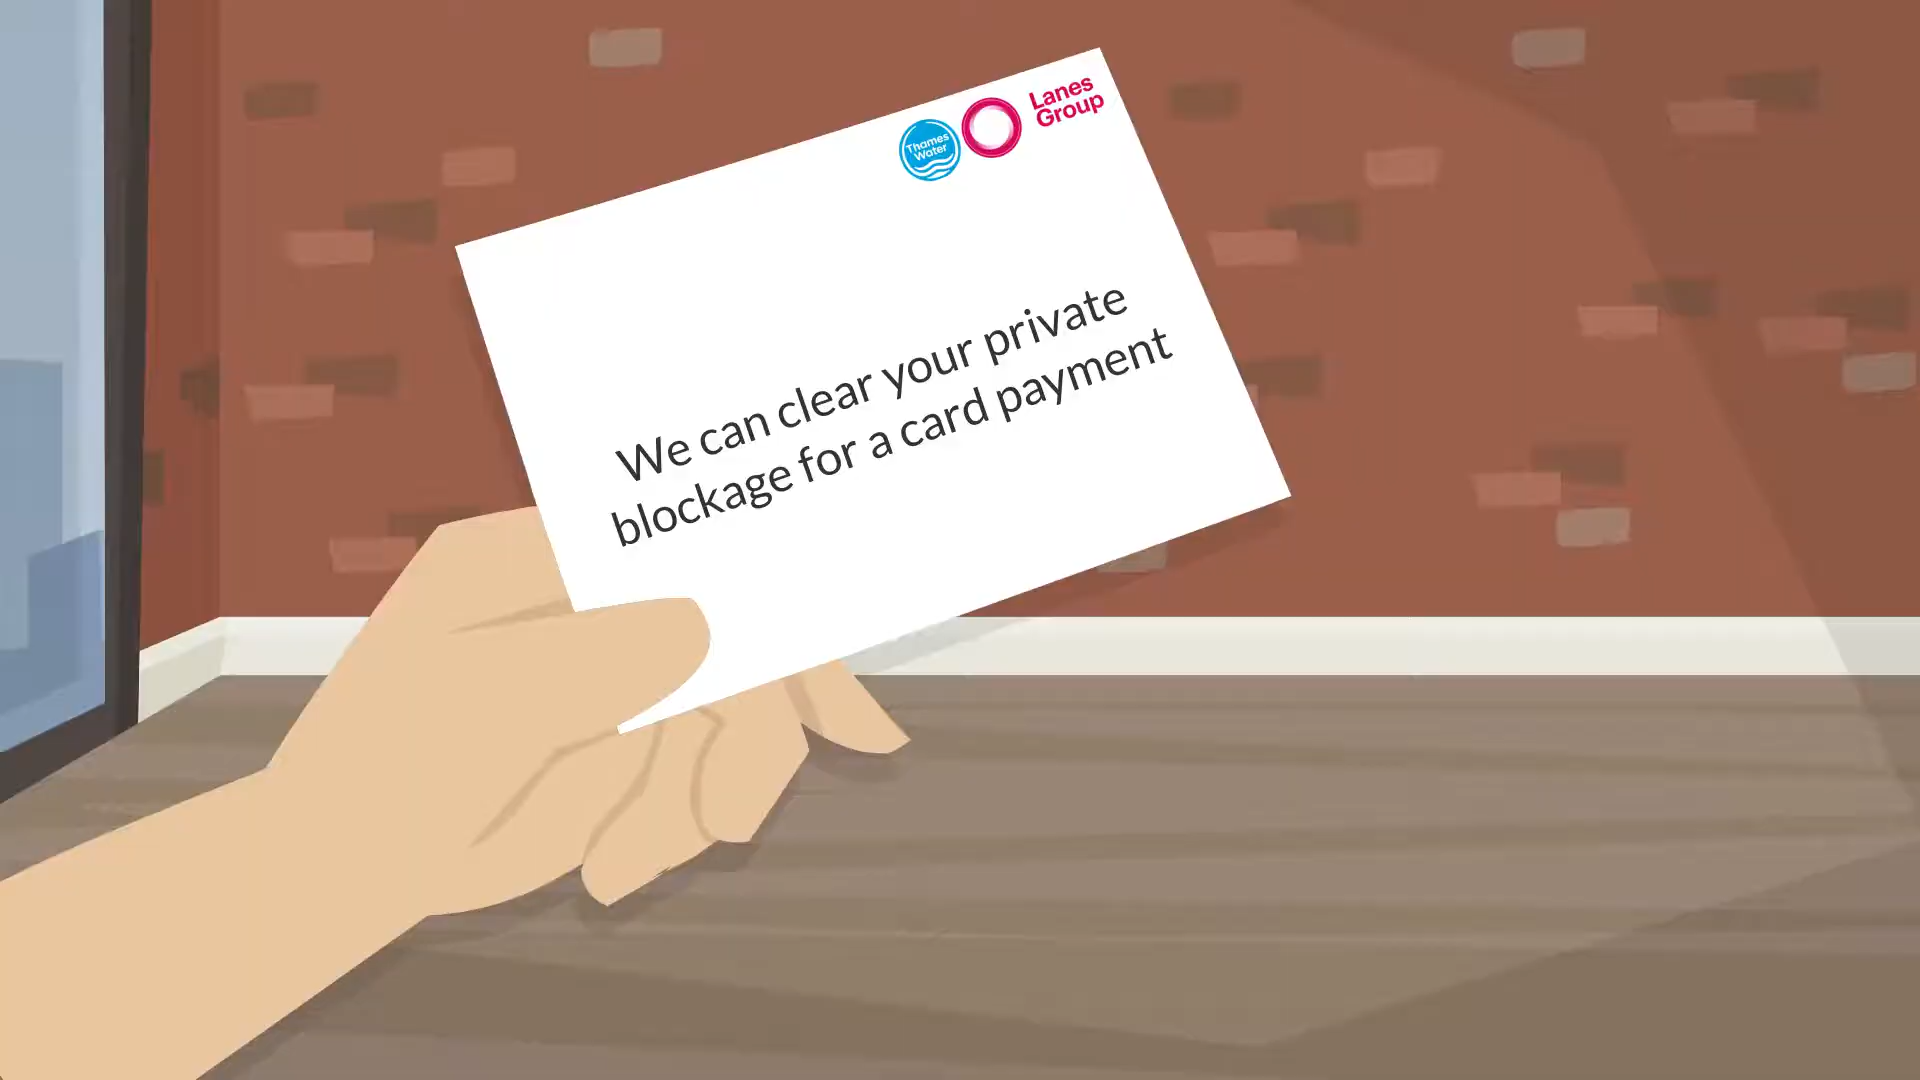 Thames
Water
Lanes
Group
We can clear your private
blockage for a card payment